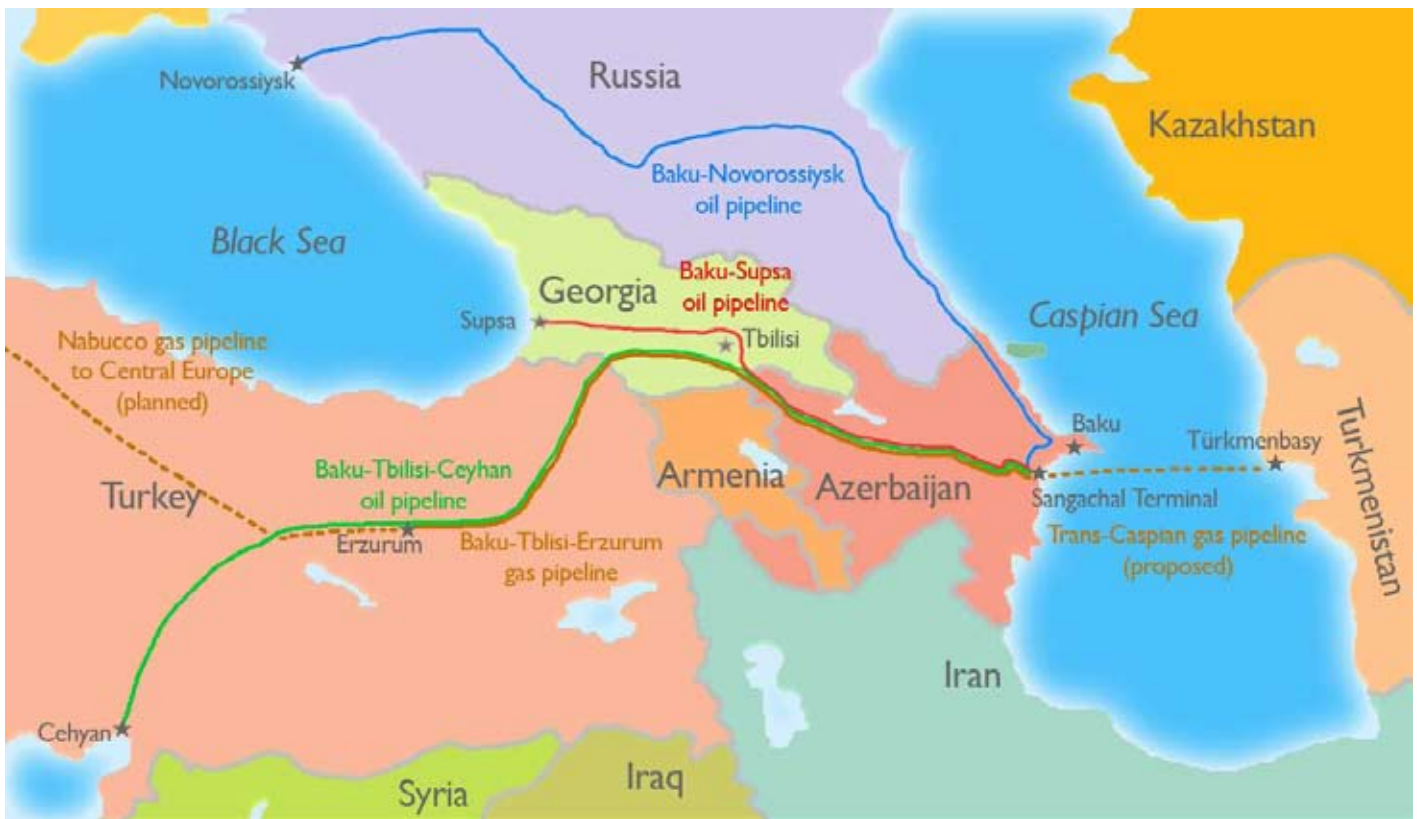 Novorossiysk
Russia
Kazakhstan
Baku-Novorossiysk
oil pipeline
Black Sea
Baku-Supsa
oil pipeline
Georgia
Supsa
Tbilisi
Caspian Sea
Nabucco gas pipeline
to Central Europe
(planned)
Turkmenistan
Baku
Türkmenbasy
Baku-Tbilisi-Ceyhan
oil pipeline
Armenia
Azerbaijan
Turkey
Sangachal Terminal
Erzurum
Baku-Tblisi-Erzurum
gas pipeline
Trans-Caspian gas pipeline
(proposed)
Iran
Cehyan
Syria
Iraq